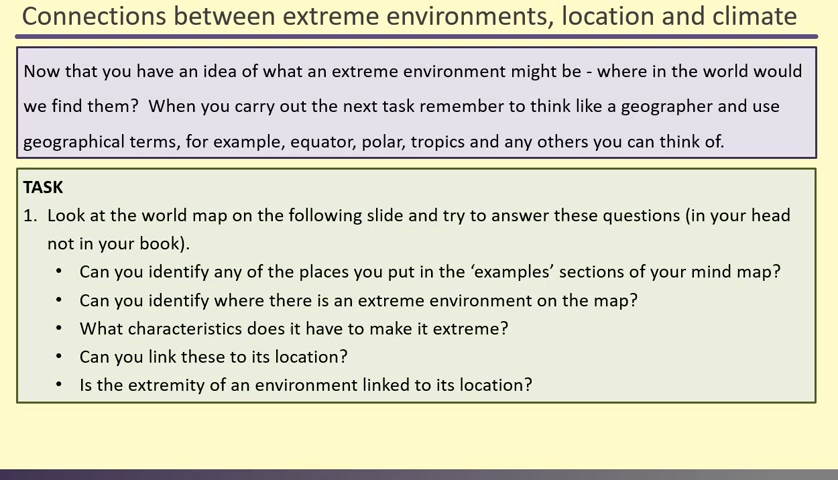 Connections between extreme environments, location and climate
Now that you have an idea of what an extreme environment might be - where in the world would
we find them? When you carry out the next task remember to think like a geographer and use
geographical terms, for example, equator, polar, tropics and any others you can think of.
TASK
1. Look at the world map on the following slide and try to answer these questions (in your head
not in your book).
• Can you identify any of the places you put in the ‘examples’ sections of your mind map?
• Can you identify where there is an extreme environment on the map?
• What characteristics does it have to make it extreme?
• Can you link these to its location?
• Is the extremity of an environment linked to its location?